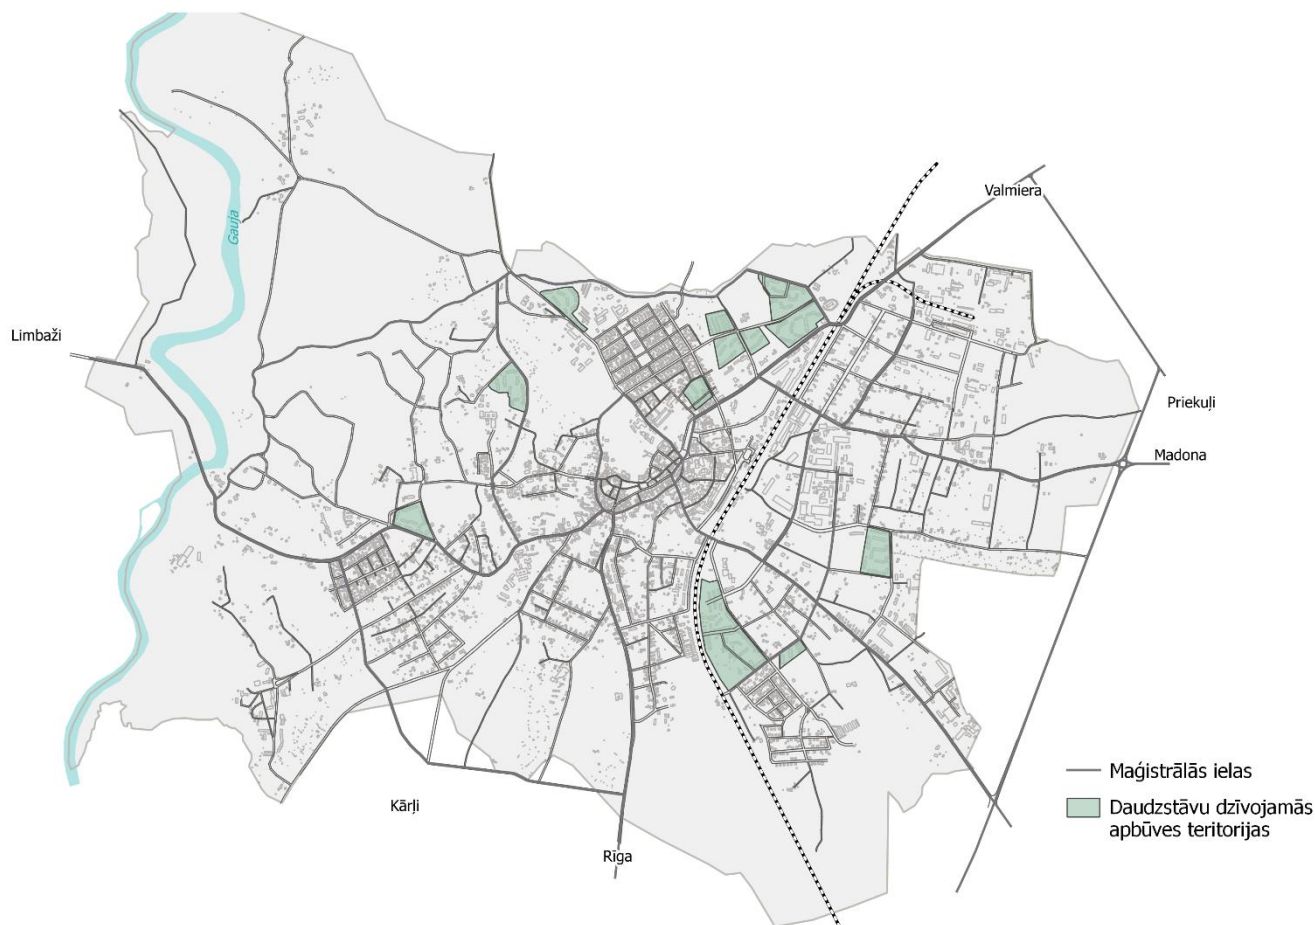 Valmiera
Gauja
Limbaži
Priekuļi
Madona
Maģistrālās ielas
Daudzstāvu dzīvojamās
apbūves teritorijas
Kārļi
Rīga